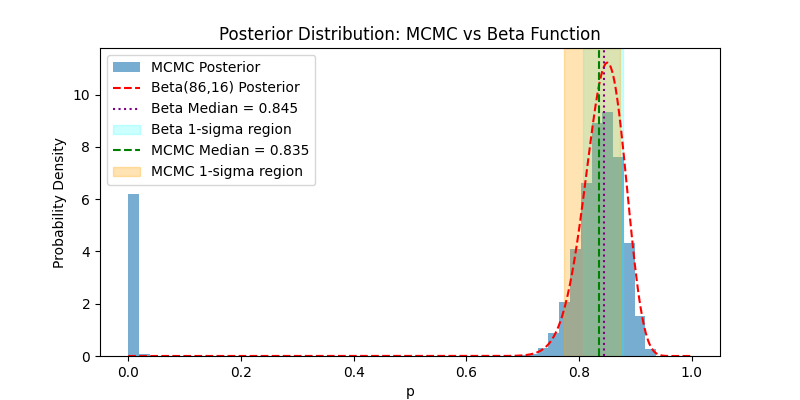 Posterior Distribution: MCMC vs Beta Function
MCMC Posterior
Beta(86,16) Posterior
Beta Median = 0.845
Beta 1-sigma region
MCMC Median = 0.835
MCMC 1-sigma region
Probability Density
10
8
6
4
2
0
0.0 0.2 0.4 0.6 0.8 1.0
p